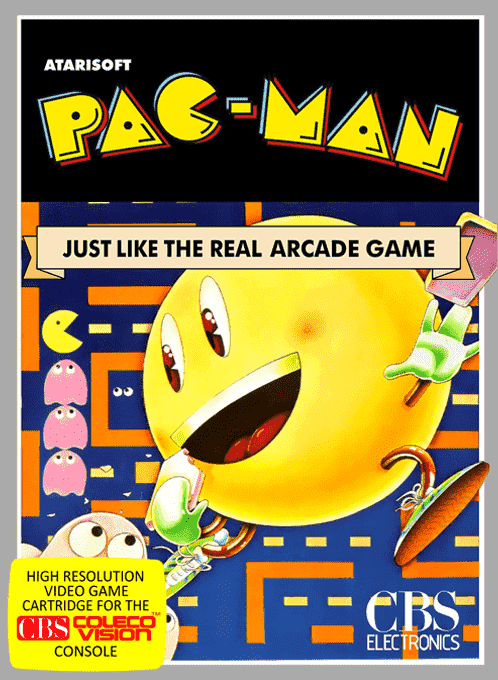 ATARISOFT
PAC-MAN
JUST LIKE THE REAL ARCADE GAME
HIGH RESOLUTION
VIDEO GAME
CARTRIDGE FOR THE
CBS COLECO
VISION™
CONSOLE
CBS
ELECTRONICS